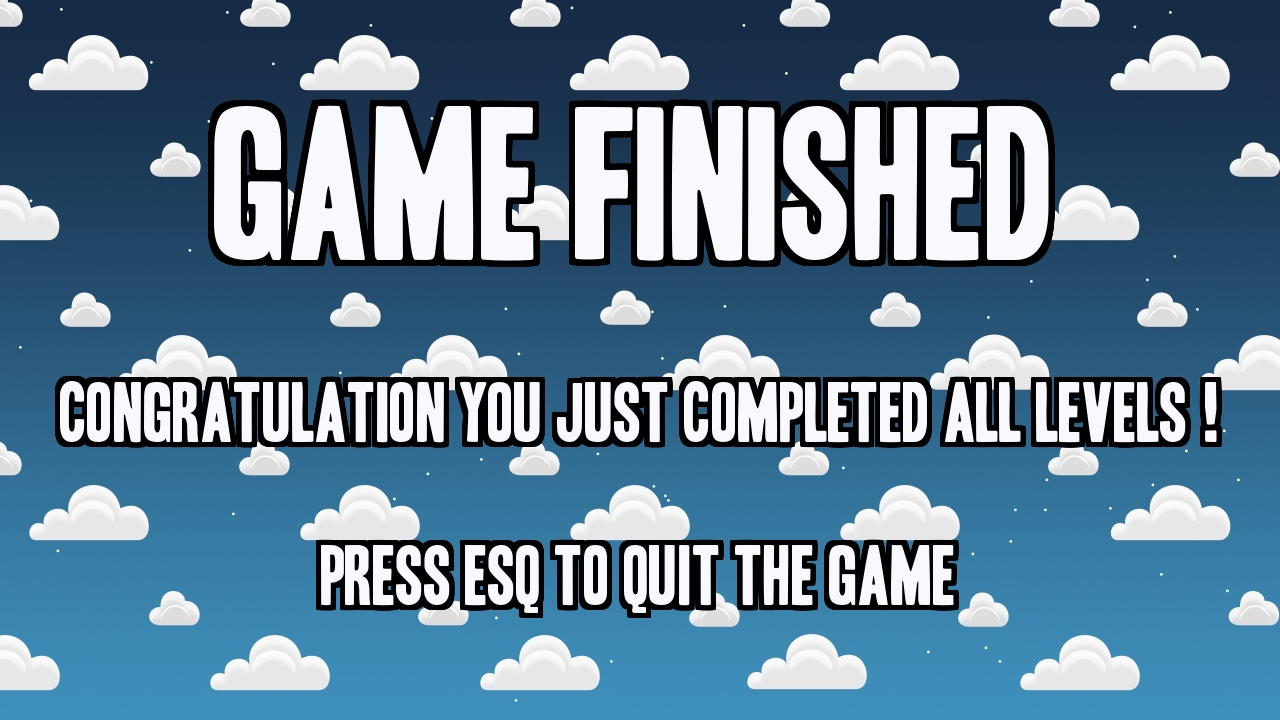 GAME FINISHED
CONGRATULATION YOU JUST COMPLETED ALL LEVELS !
PRESS ESQ TO QUIT THE GAME